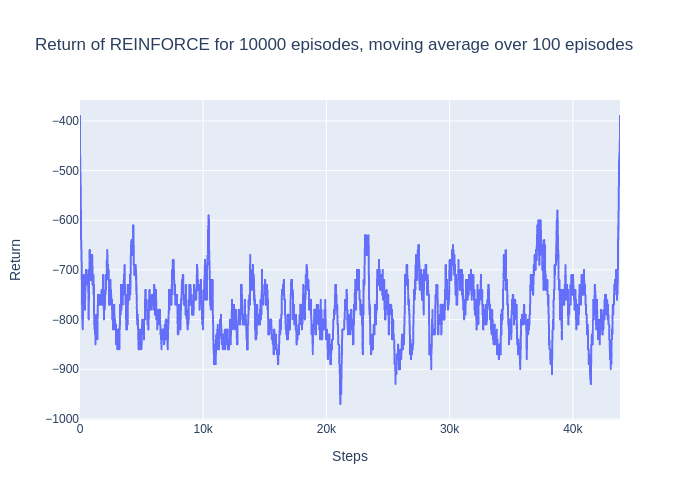 Return of REINFORCE for 10000 episodes, moving average over 100 episodes
−400
−500
−600
−700
−800
−900
−1000
0
10k
20k
30k
40k
Steps
Return